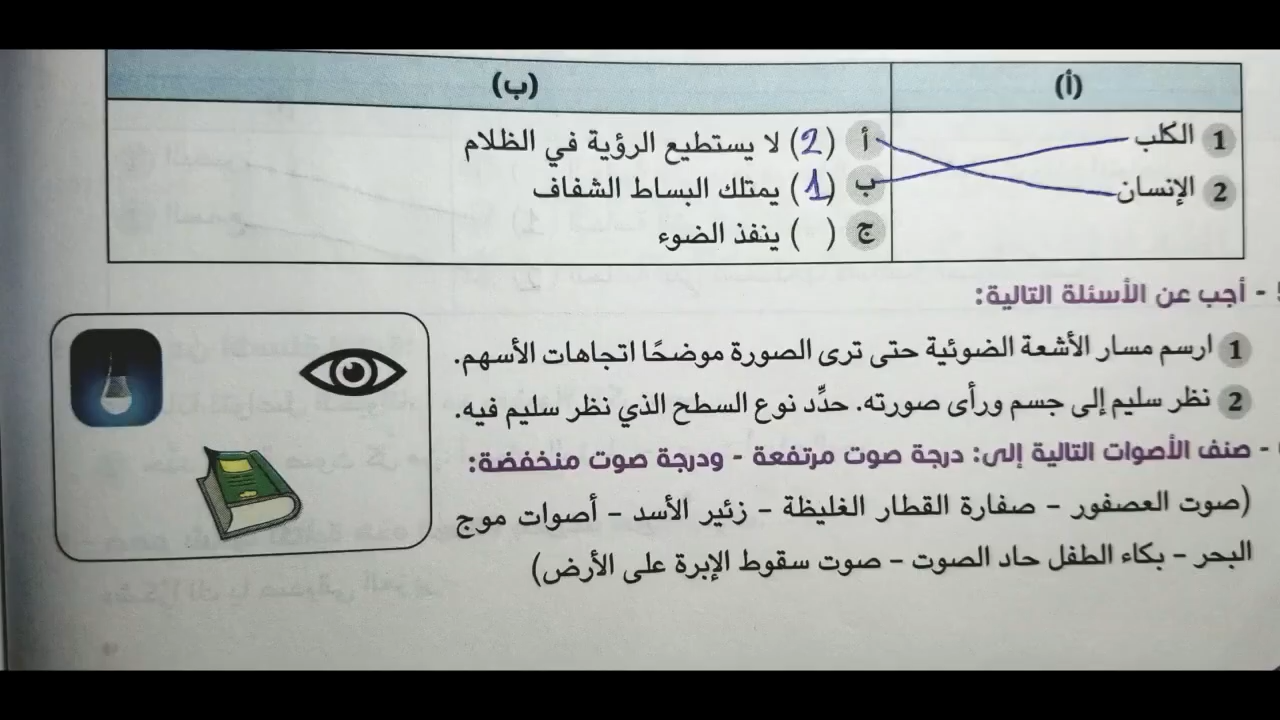 (أ) (ب)
1 الكلب أ (2) لا يستطيع الرؤية في الظلام
2 الإنسان ب (1) يمتلك البساط الشفاف
ج ( ) ينفذ الضوء
- أجب عن الأسئلة التالية:
1 ارسم مسار الأشعة الضوئية حتى ترى الصورة موضحًا اتجاهات الأسهم.
2 نظر سليم إلى جسم ورأى صورته. حدِّد نوع السطح الذي نظر سليم فيه.
- صنف الأصوات التالية إلى: درجة صوت مرتفعة - ودرجة صوت منخفضة:
(صوت العصفور - صفارة القطار الغليظة - زئير الأسد - أصوات موج
البحر - بكاء الطفل حاد الصوت - صوت سقوط الإبرة على الأرض)